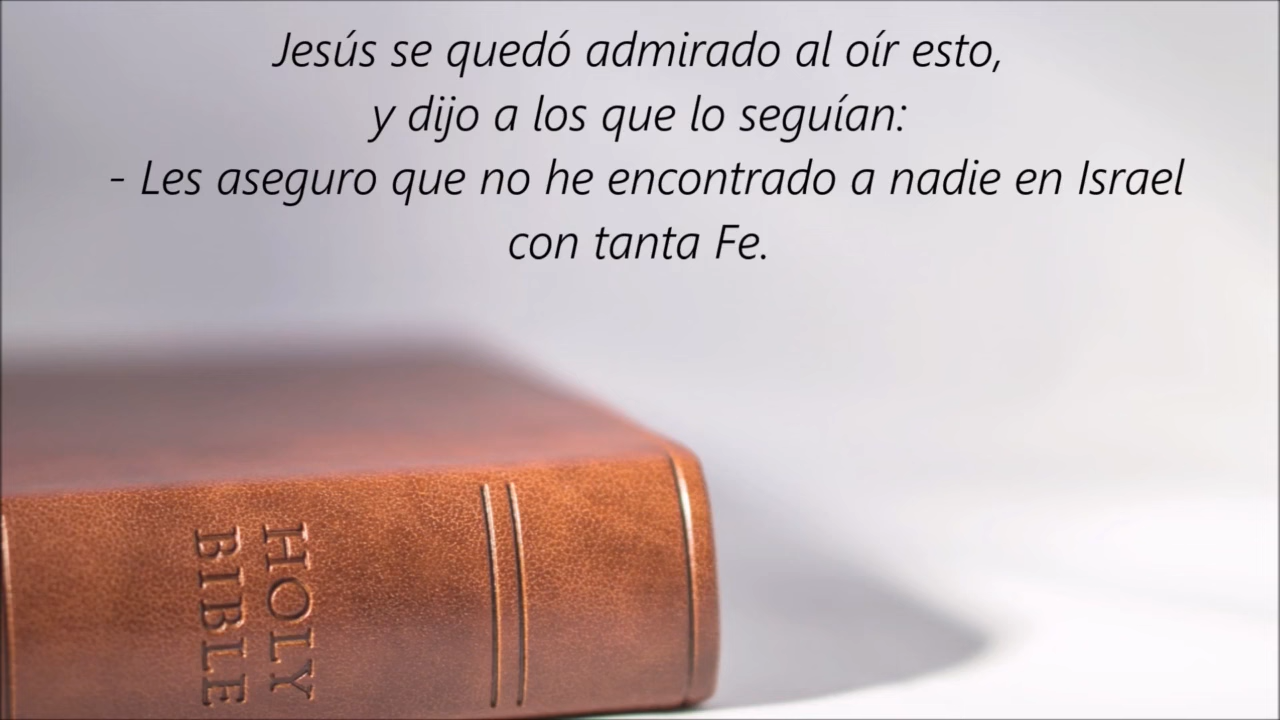 Jesús se quedó admirado al oír esto,
y dijo a los que lo seguían:
- Les aseguro que no he encontrado a nadie en Israel
con tanta Fe.
HOLY
BIBLE